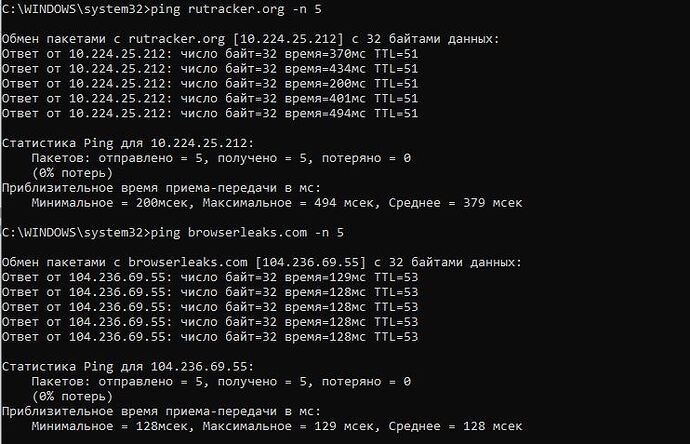 C:\WINDOWS\system32>ping rutracker.org -n 5
Обмен пакетами с rutracker.org [10.224.25.212] с 32 байтами данных:
Ответ от 10.224.25.212: число байт=32 время=370мс TTL=51
Ответ от 10.224.25.212: число байт=32 время=434мс TTL=51
Ответ от 10.224.25.212: число байт=32 время=200мс TTL=51
Ответ от 10.224.25.212: число байт=32 время=401мс TTL=51
Ответ от 10.224.25.212: число байт=32 время=494мс TTL=51
Статистика Ping для 10.224.25.212:
Пакетов: отправлено = 5, получено = 5, потеряно = 0
(0% потерь)
Приблизительное время приема-передачи в мс:
Минимальное = 200мсек, Максимальное = 494 мсек, Среднее = 379 мсек
C:\WINDOWS\system32>ping browserleaks.com -n 5
Обмен пакетами с browserleaks.com [104.236.69.55] с 32 байтами данных:
Ответ от 104.236.69.55: число байт=32 время=129мс TTL=53
Ответ от 104.236.69.55: число байт=32 время=128мс TTL=53
Ответ от 104.236.69.55: число байт=32 время=128мс TTL=53
Ответ от 104.236.69.55: число байт=32 время=128мс TTL=53
Ответ от 104.236.69.55: число байт=32 время=128мс TTL=53
Статистика Ping для 104.236.69.55:
Пакетов: отправлено = 5, получено = 5, потеряно = 0
(0% потерь)
Приблизительное время приема-передачи в мс:
Минимальное = 128мсек, Максимальное = 129 мсек, Среднее = 128 мсек